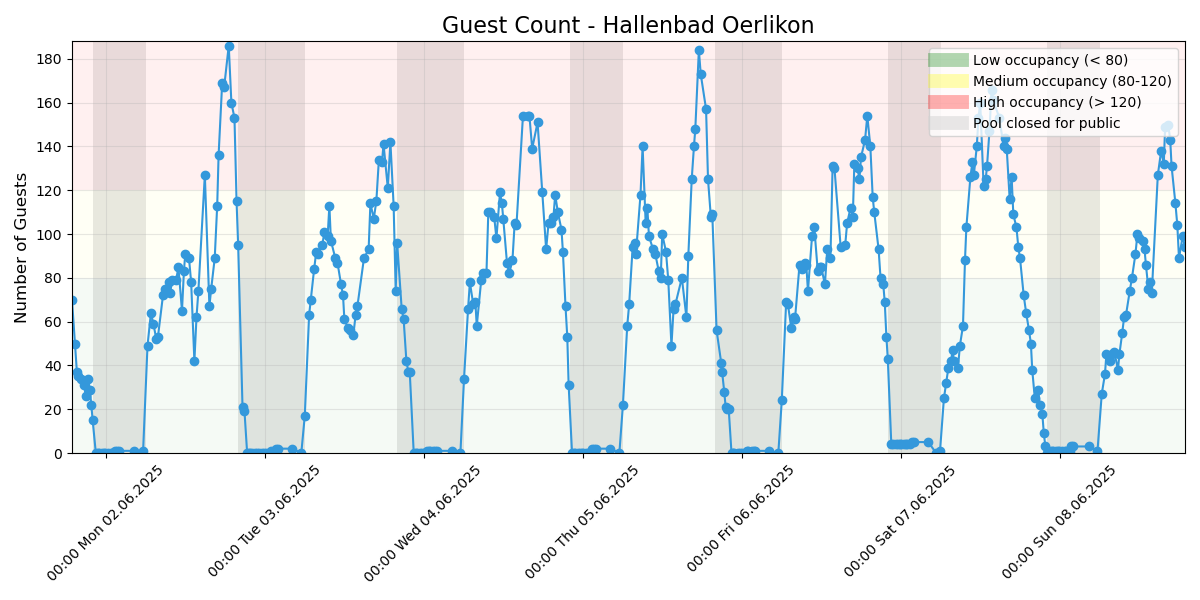 Guest Count - Hallenbad Oerlikon
Number of Guests
180
160
140
120
100
80
60
40
20
0
Low occupancy (< 80)
Medium occupancy (80-120)
High occupancy (> 120)
Pool closed for public
00:00 Mon 02.06.2025
00:00 Tue 03.06.2025
00:00 Wed 04.06.2025
00:00 Thu 05.06.2025
00:00 Fri 06.06.2025
00:00 Sat 07.06.2025
00:00 Sun 08.06.2025